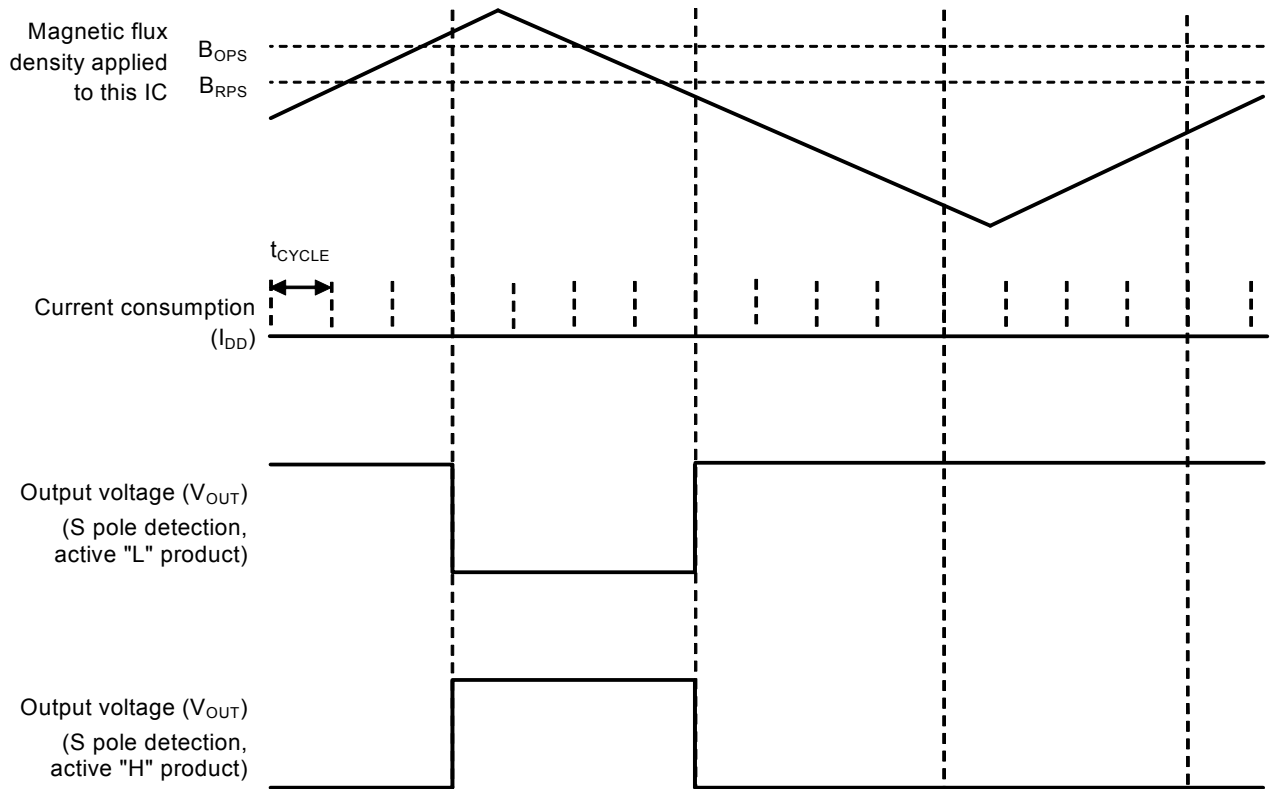 Magnetic flux
density applied
to this IC
BOPS
BRPS
tCYCLE
Current consumption
(IDD)
Output voltage (VOUT)
(S pole detection,
active "L" product)
Output voltage (VOUT)
(S pole detection,
active "H" product)